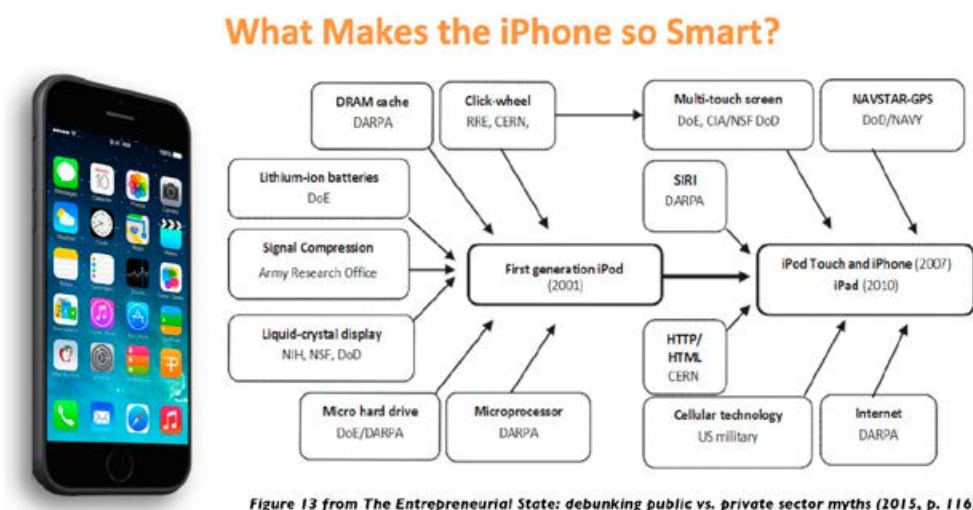 What Makes the iPhone so Smart?
DRAM cache
DARPA
Click-wheel
RRE, CERN,
Multi-touch screen
DoE, CIA/NSF DoD
NAVSTAR-GPS
DoD/NAVY
Lithium-ion batteries
DoE
SIRI
DARPA
Signal Compression
Army Research Office
First generation iPod
(2001)
iPod Touch and iPhone (2007)
iPad (2010)
Liquid-crystal display
NIH, NSF, DoD
HTTP/
HTML
CERN
Micro hard drive
DoE/DARPA
Microprocessor
DARPA
Cellular technology
US military
Internet
DARPA
Figure 13 from The Entrepreneurial State: debunking public vs. private sector myths (2015, p. 116